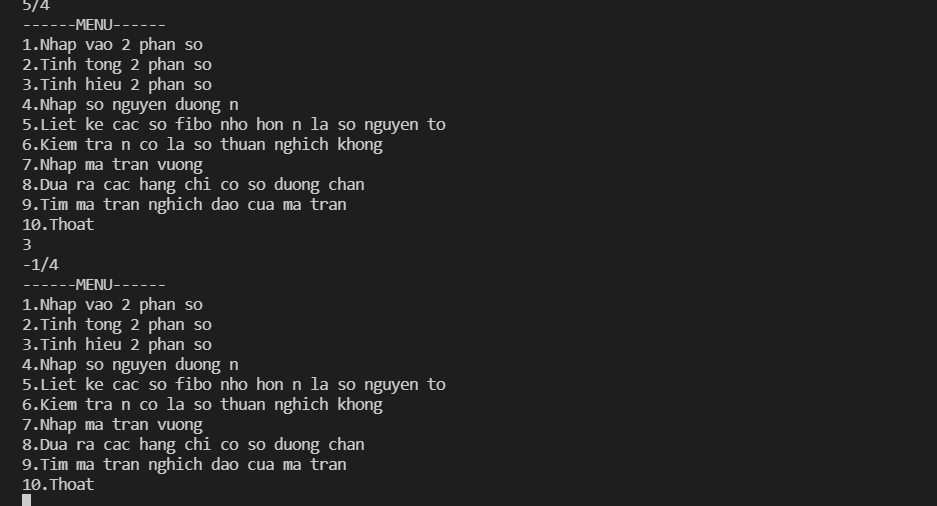 5/4
------MENU------
1.Nhap vao 2 phan so
2.Tinh tong 2 phan so
3.Tinh hieu 2 phan so
4.Nhap so nguyen duong n
5.Liet ke cac so fibo nho hon n la so nguyen to
6.Kiem tra n co la so thuan nghich khong
7.Nhap ma tran vuong
8.Dua ra cac hang chi co so duong chan
9.Tim ma tran nghich dao cua ma tran
10.Thoat
3
-1/4
------MENU------
1.Nhap vao 2 phan so
2.Tinh tong 2 phan so
3.Tinh hieu 2 phan so
4.Nhap so nguyen duong n
5.Liet ke cac so fibo nho hon n la so nguyen to
6.Kiem tra n co la so thuan nghich khong
7.Nhap ma tran vuong
8.Dua ra cac hang chi co so duong chan
9.Tim ma tran nghich dao cua ma tran
10.Thoat